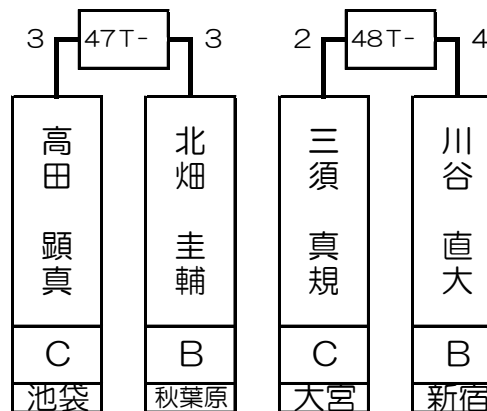 3 47T- 3 2 48T- 4
高田 顕真
北畑 圭輔
三須 真規
川谷 直大
C B C B
池袋 秋葉原 大宮 新宿